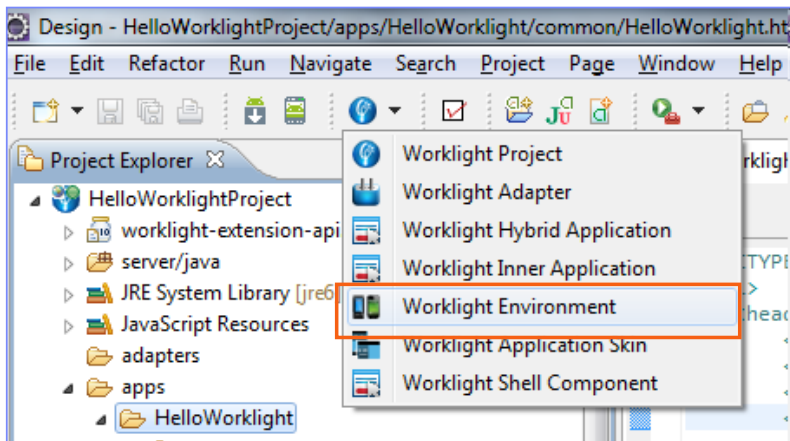 Design - HelloWorklightProject/apps/HelloWorklight/common/HelloWorklight.ht
File Edit Refactor Run Navigate Search Project Page Window Help
Project Explorer
Worklight Project
HelloWorklightProject
Worklight Adapter
worklight-extension-api
Worklight Hybrid Application
server/java
Worklight Inner Application
JRE System Library [jre6
Worklight Environment
JavaScript Resources
Worklight Application Skin
adapters
Worklight Shell Component
apps
HelloWorklight